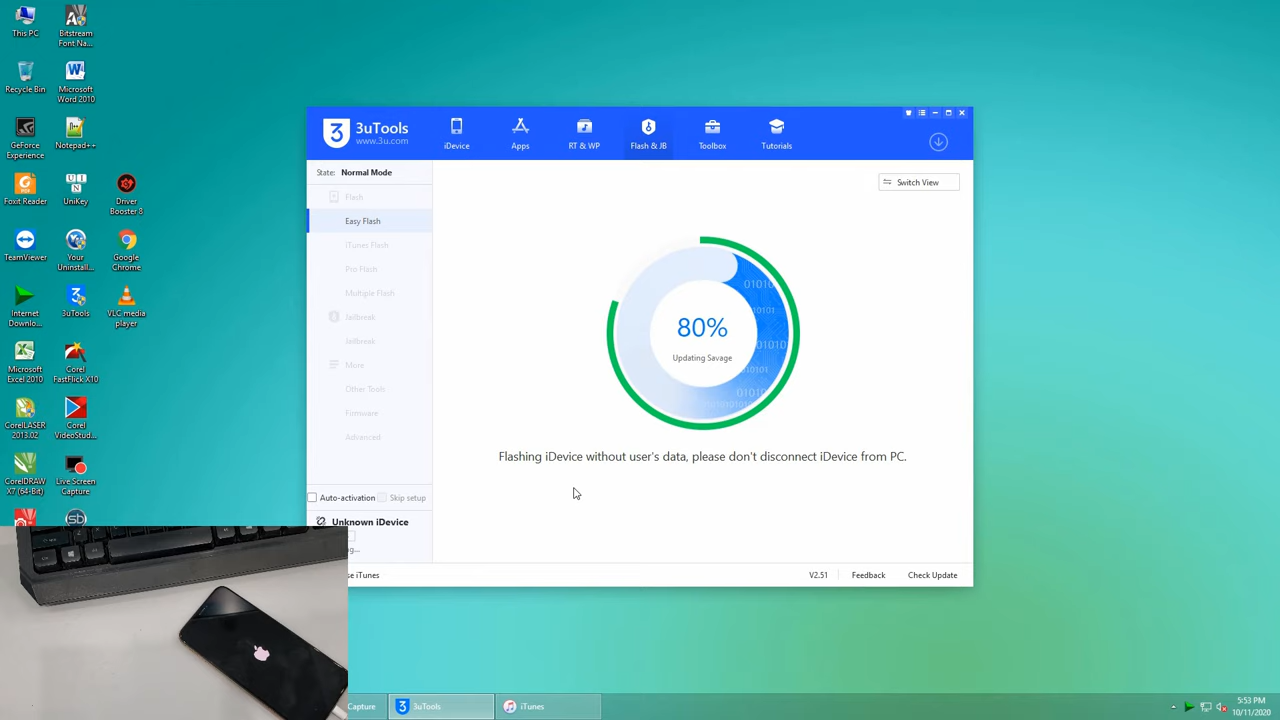 This PC
Bitstream
Font Na...
Recycle Bin
Microsoft
Word 2010
GeForce
Experience
Notepad++
Foxit Reader
UniKey
Driver
Booster 8
TeamViewer
Your
Uninstall...
Google
Chrome
Internet
Downlo...
3uTools
VLC media
player
Microsoft
Excel 2010
Corel
FastFlick X10
CorelLASER
2013.02
Corel
VideoStud...
CorelDRAW
X7 (64-Bit)
Live Screen
Capture
3uTools
www.3u.com
iDevice
Apps
RT & WP
Flash & JB
Toolbox
Tutorials
State: Normal Mode
Switch View
Flash
Easy Flash
iTunes Flash
Pro Flash
Multiple Flash
Jailbreak
Jailbreak
More
Other Tools
Firmware
Advanced
80%
Updating Savage
Flashing iDevice without user's data, please don't disconnect iDevice from PC.
Auto-activation
Skip setup
Unknown iDevice
se iTunes
V2.51
Feedback
Check Update
Capture
3uTools
iTunes
5:53 PM
10/11/2020